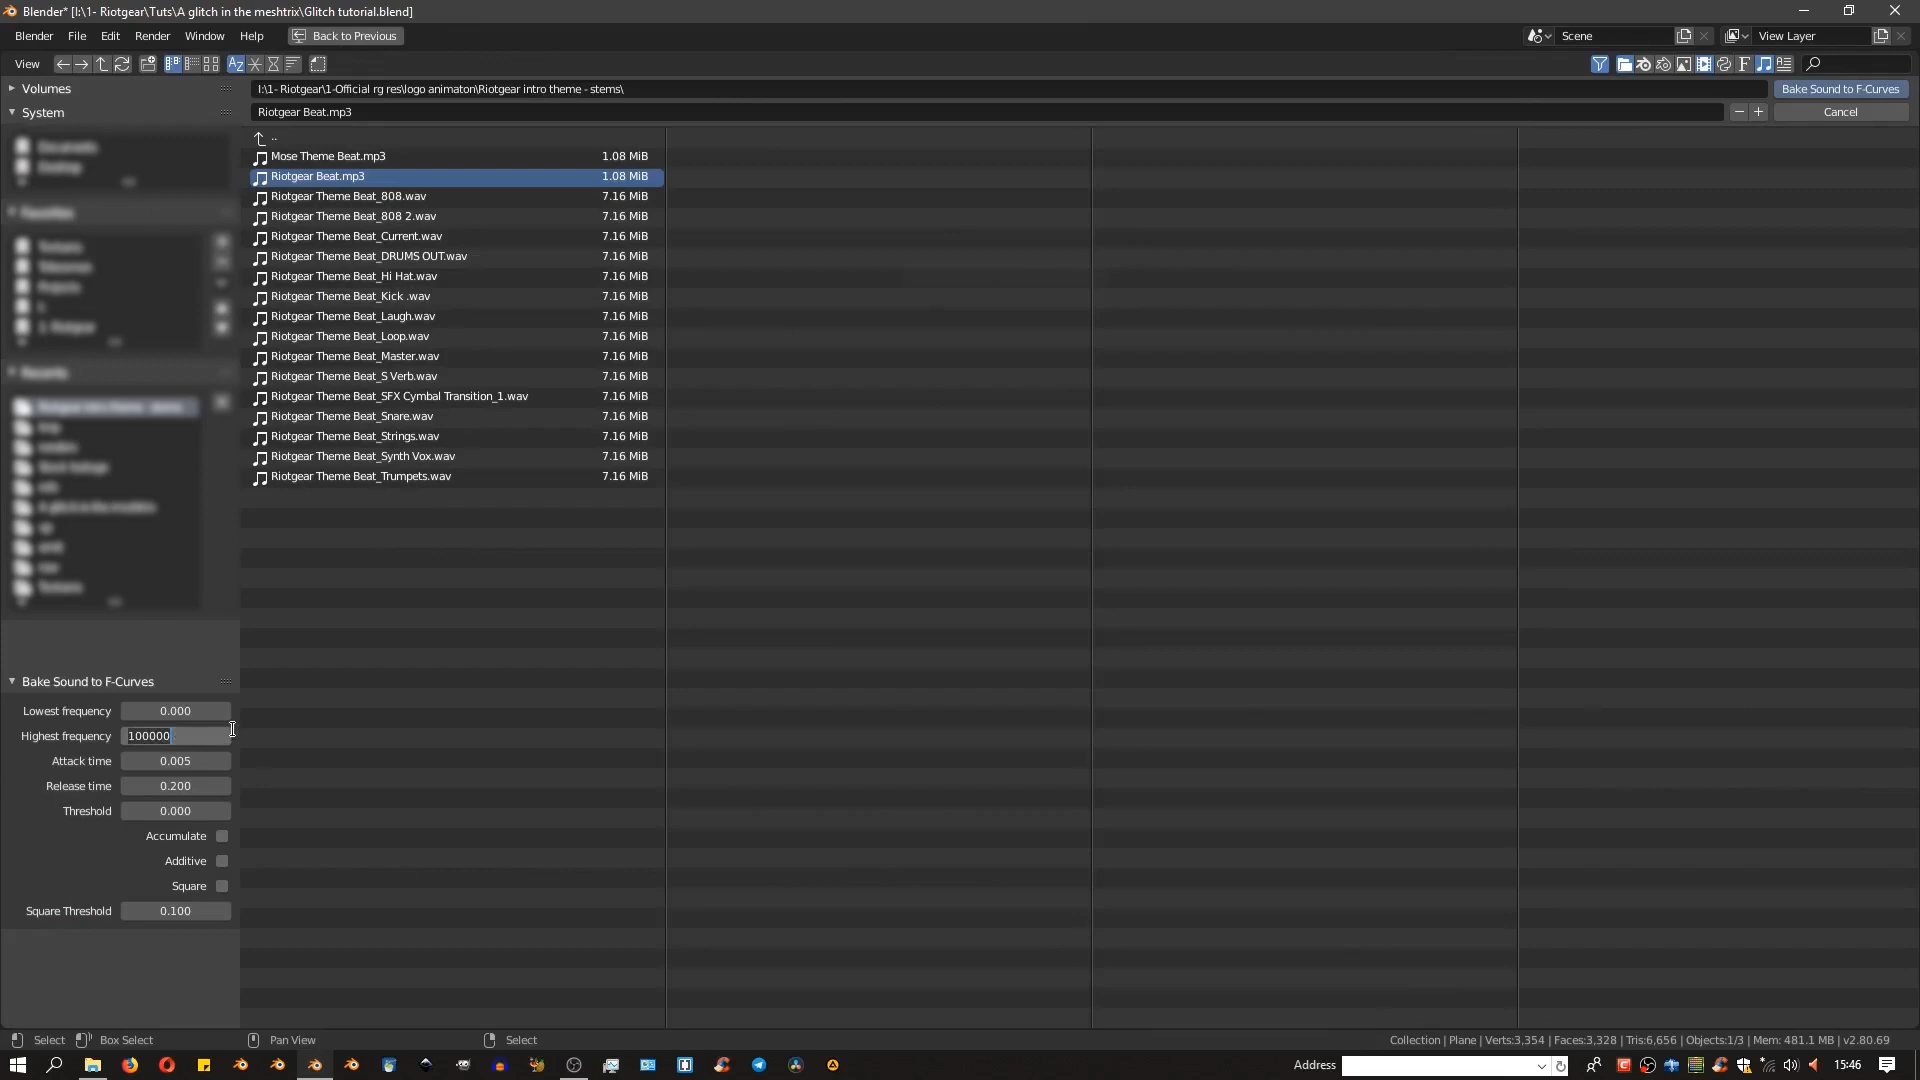 Blender* [I:\1- Riotgear\Tuts\A glitch in the meshtrix\Glitch tutorial.blend]
Blender File Edit Render Window Help Back to Previous Scene View Layer
View
Volumes
I:\1- Riotgear\1-Official rg res\logo animaton\Riotgear intro theme - stems\
Bake Sound to F-Curves
System
Riotgear Beat.mp3
Cancel
..
Mose Theme Beat.mp3 1.08 MiB
Riotgear Beat.mp3 1.08 MiB
Riotgear Theme Beat_808.wav 7.16 MiB
Riotgear Theme Beat_808 2.wav 7.16 MiB
Riotgear Theme Beat_Current.wav 7.16 MiB
Riotgear Theme Beat_DRUMS OUT.wav 7.16 MiB
Riotgear Theme Beat_Hi Hat.wav 7.16 MiB
Riotgear Theme Beat_Kick .wav 7.16 MiB
Riotgear Theme Beat_Laugh.wav 7.16 MiB
Riotgear Theme Beat_Loop.wav 7.16 MiB
Riotgear Theme Beat_Master.wav 7.16 MiB
Riotgear Theme Beat_S Verb.wav 7.16 MiB
Riotgear Theme Beat_SFX Cymbal Transition_1.wav 7.16 MiB
Riotgear Theme Beat_Snare.wav 7.16 MiB
Riotgear Theme Beat_Strings.wav 7.16 MiB
Riotgear Theme Beat_Synth Vox.wav 7.16 MiB
Riotgear Theme Beat_Trumpets.wav 7.16 MiB
Bake Sound to F-Curves
Lowest frequency 0.000
Highest frequency 100000
Attack time 0.005
Release time 0.200
Threshold 0.000
Accumulate
Additive
Square
Square Threshold 0.100
Select Box Select Pan View Select
Collection | Plane | Verts:3,354 | Faces:3,328 | Tris:6,656 | Objects:1/3 | Mem: 481.1 MB | v2.80.69
Address
15:46